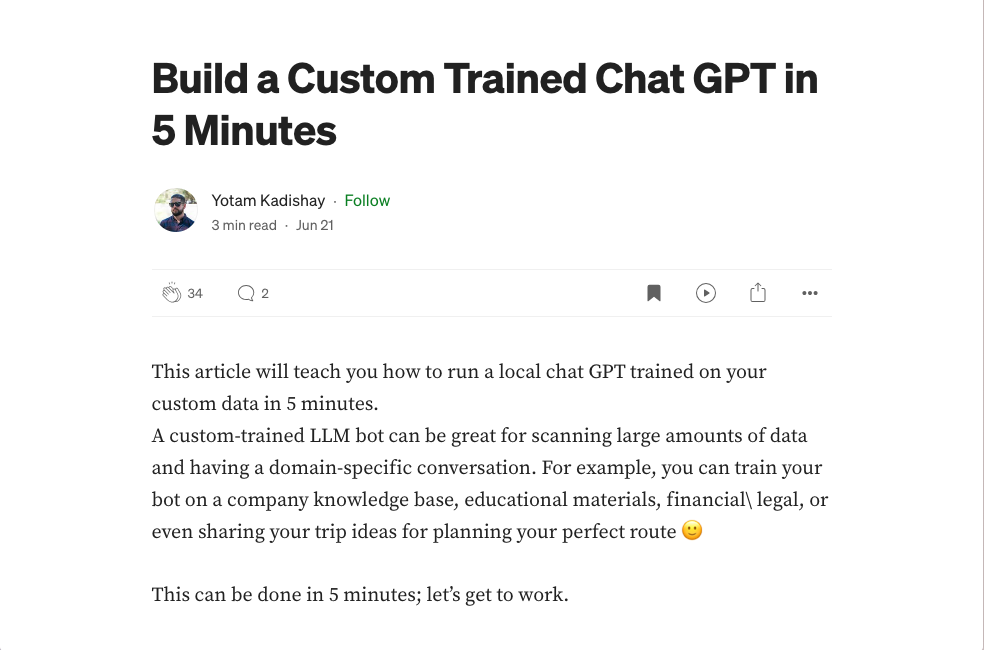 Build a Custom Trained Chat GPT in
5 Minutes
Yotam Kadishay · Follow
3 min read · Jun 21
34 2
This article will teach you how to run a local chat GPT trained on your
custom data in 5 minutes.
A custom-trained LLM bot can be great for scanning large amounts of data
and having a domain-specific conversation. For example, you can train your
bot on a company knowledge base, educational materials, financial\ legal, or
even sharing your trip ideas for planning your perfect route 🙂
This can be done in 5 minutes; let’s get to work.